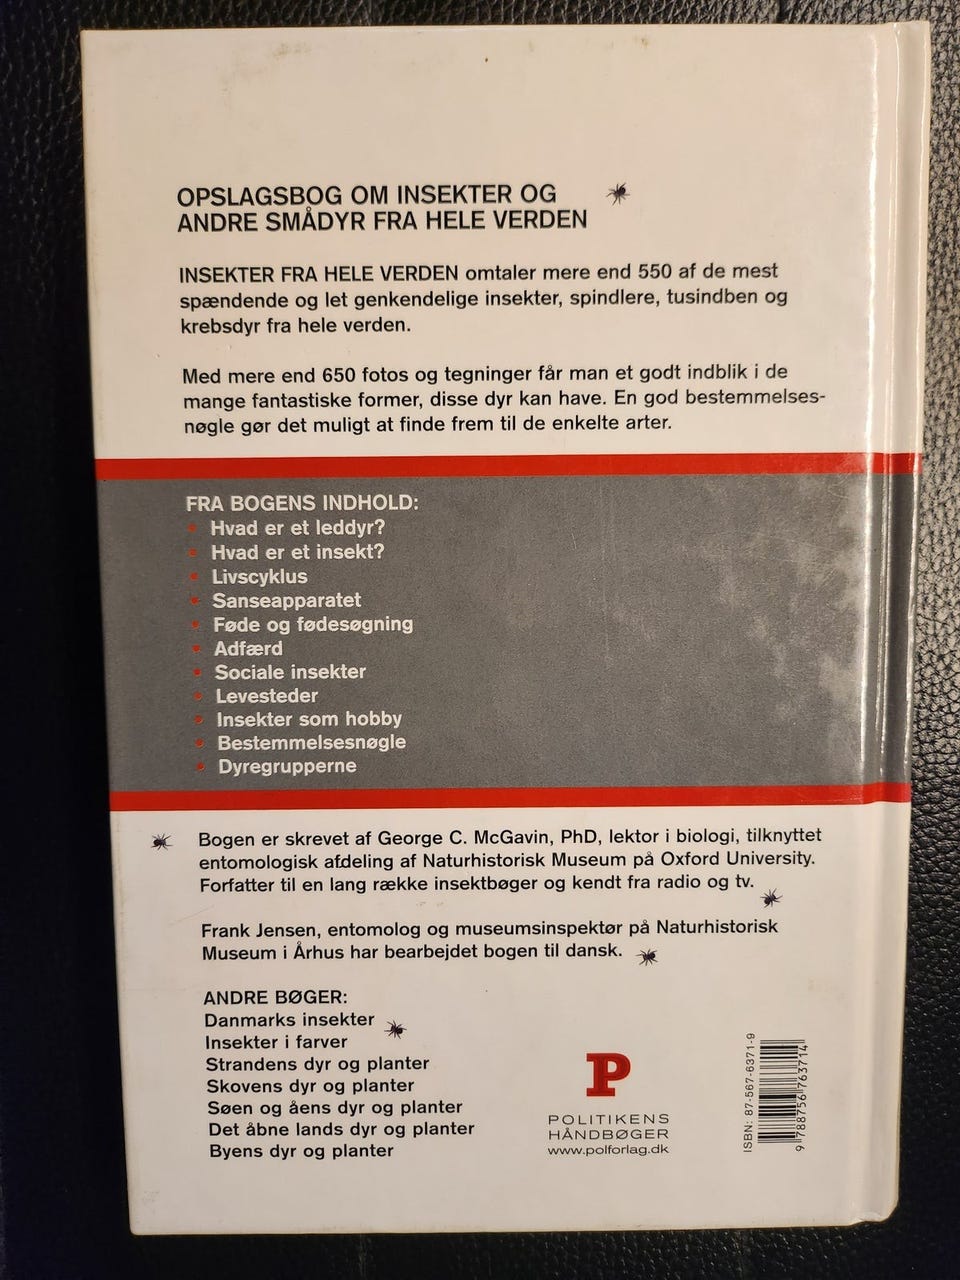 OPSLAGSBOG OM INSEKTER OG
ANDRE SMÅDYR FRA HELE VERDEN
INSEKTER FRA HELE VERDEN omtaler mere end 550 af de mest
spændende og let genkendelige insekter, spindlere, tusindben og
krebsdyr fra hele verden.
Med mere end 650 fotos og tegninger får man et godt indblik i de
mange fantastiske former, disse dyr kan have. En god bestemmelses-
nøgle gør det muligt at finde frem til de enkelte arter.
FRA BOGENS INDHOLD:
• Hvad er et leddyr?
• Hvad er et insekt?
• Livscyklus
• Sanseapparatet
• Føde og fødesøgning
• Adfærd
• Sociale insekter
• Levesteder
• Insekter som hobby
• Bestemmelsesnøgle
• Dyregrupperne
Bogen er skrevet af George C. McGavin, PhD, lektor i biologi, tilknyttet
entomologisk afdeling af Naturhistorisk Museum på Oxford University.
Forfatter til en lang række insektbøger og kendt fra radio og tv.
Frank Jensen, entomolog og museumsinspektør på Naturhistorisk
Museum i Århus har bearbejdet bogen til dansk.
ANDRE BØGER:
Danmarks insekter
Insekter i farver
Strandens dyr og planter
Skovens dyr og planter
Søen og åens dyr og planter
Det åbne lands dyr og planter
Byens dyr og planter
P
POLITIKENS
HÅNDBØGER
www.polforlag.dk
ISBN: 87-567-6371-9
9 788756 763714